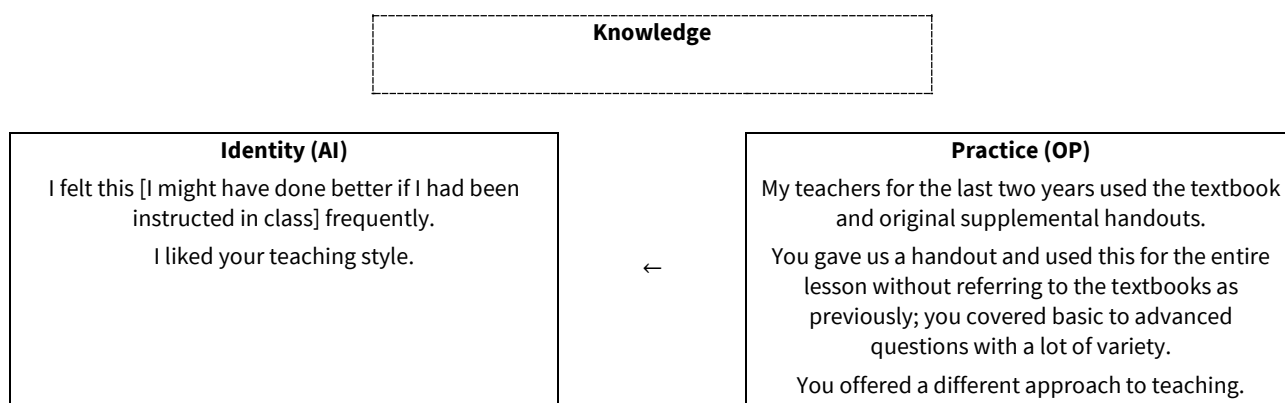 Knowledge
Identity (AI)
I felt this [I might have done better if I had been
instructed in class] frequently.
I liked your teaching style.
←
Practice (OP)
My teachers for the last two years used the textbook
and original supplemental handouts.
You gave us a handout and used this for the entire
lesson without referring to the textbooks as
previously; you covered basic to advanced
questions with a lot of variety.
You offered a different approach to teaching.